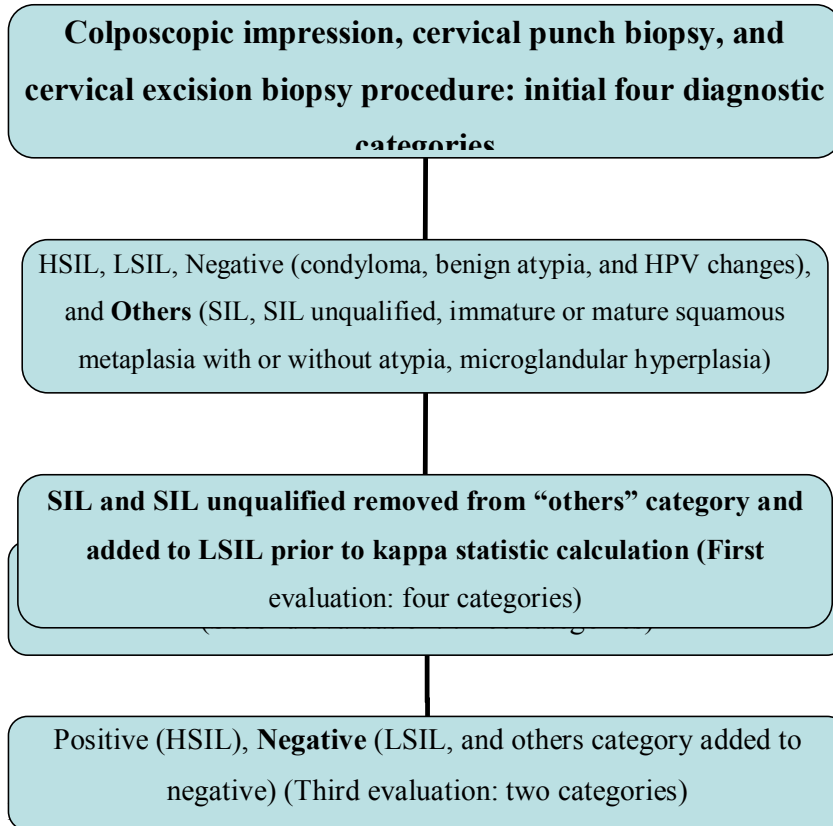 Colposcopic impression, cervical punch biopsy, and
cervical excision biopsy procedure: initial four diagnostic
categories
HSIL, LSIL, Negative (condyloma, benign atypia, and HPV changes),
and Others (SIL, SIL unqualified, immature or mature squamous
metaplasia with or without atypia, microglandular hyperplasia)
SIL and SIL unqualified removed from “others” category and
added to LSIL prior to kappa statistic calculation (First
evaluation: four categories)
Positive (HSIL), Negative (LSIL, and others category added to
negative) (Third evaluation: two categories)